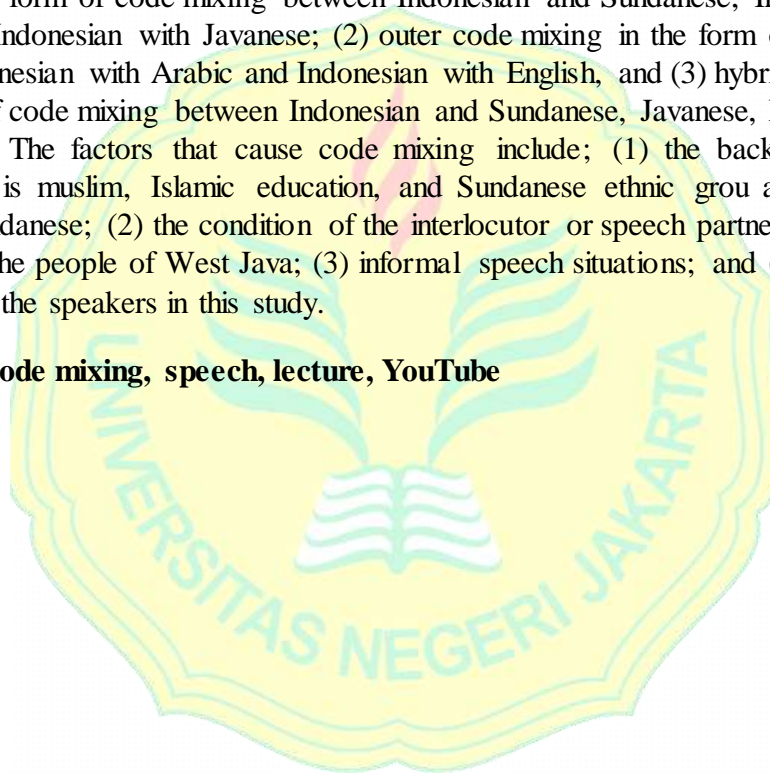 form of code mixing between Indonesian and Sundanese,
Indonesian with Javanese; (2) outer code mixing in the form
nesian with Arabic and Indonesian with English, and (3)
code mixing between Indonesian and Sundanese, Javanese,
The factors that cause code mixing include; (1) the
is muslim, Islamic education, and Sundanese ethnic grou
danese; (2) the condition of the interlocutor or speech
he people of West Java; (3) informal speech situations; and
the speakers in this study.
ode mixing, speech, lecture, YouTube
UNIVERSITAS NEGERI JAKARTA